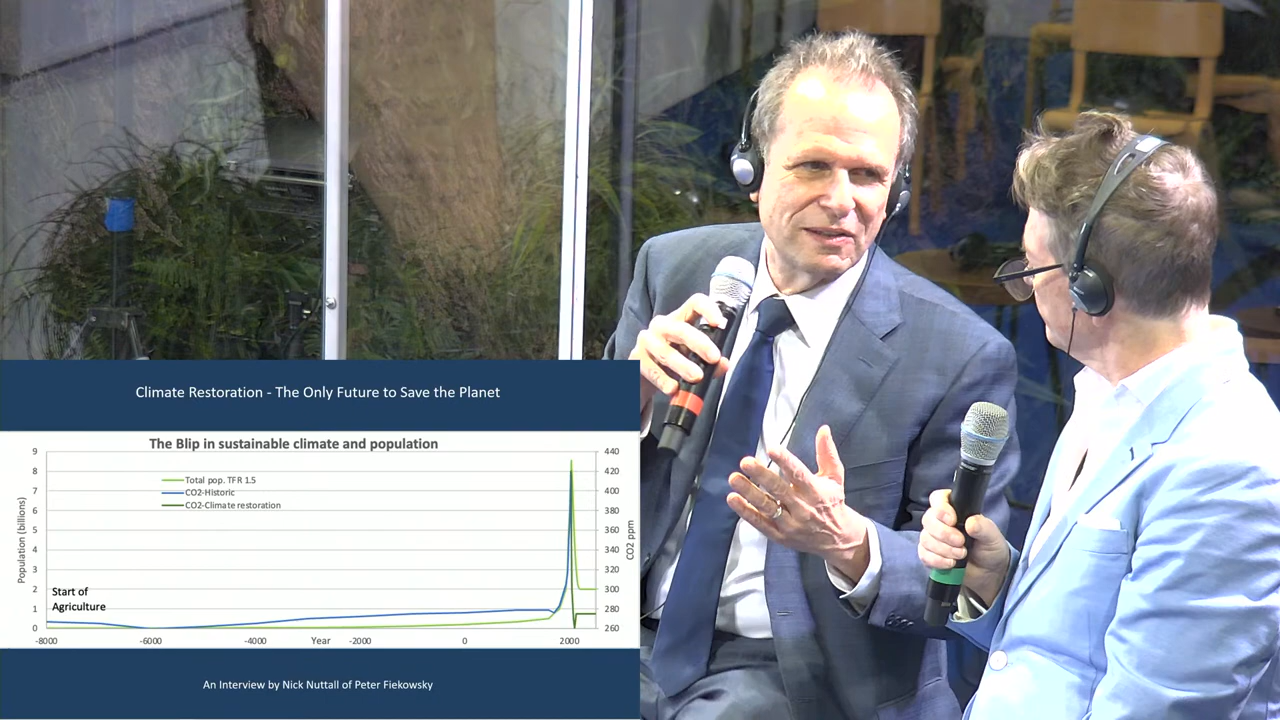 Climate Restoration - The Only Future to Save the Planet
The Blip in sustainable climate and population
Total pop. TFR 1.5
CO2-Historic
CO2-Climate restoration
Population (billions)
9
8
7
6
5
4
3
2
1
0
440
420
400
380
360
340
320
300
280
260
CO2 ppm
Start of
Agriculture
-8000 -6000 -4000 Year -2000 0 2000
An Interview by Nick Nuttall of Peter Fiekowsky